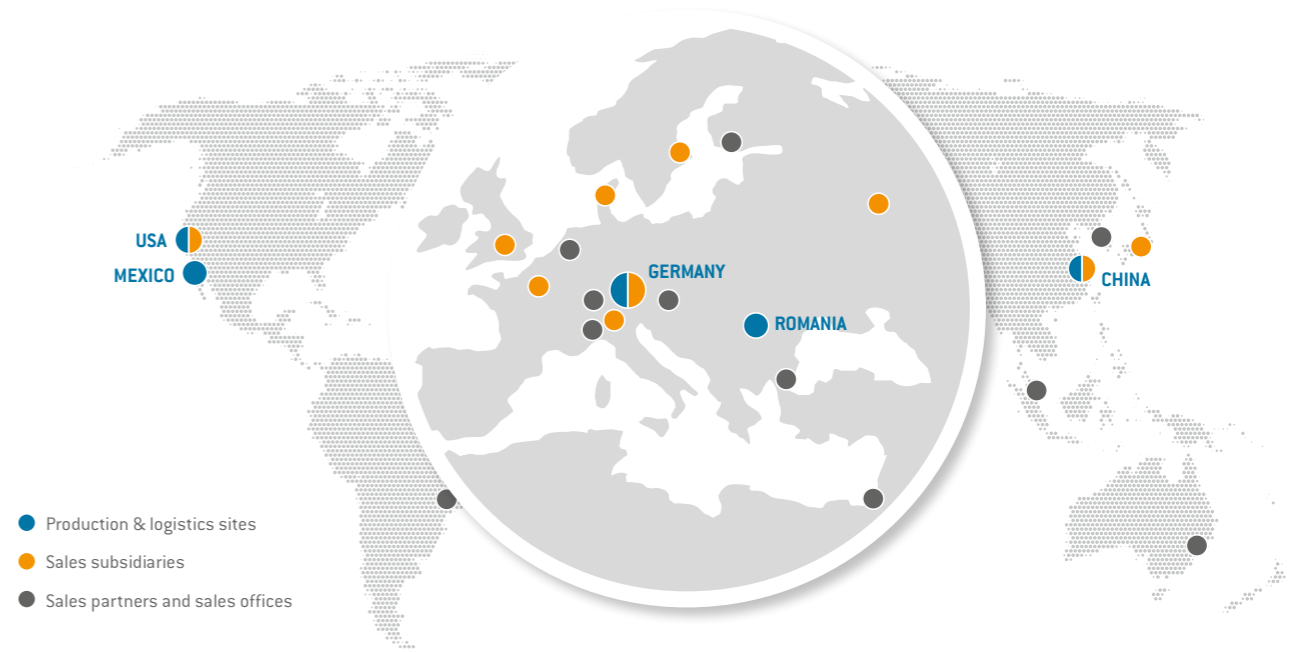 USA
MEXICO
GERMANY
ROMANIA
CHINA
Production & logistics sites
Sales subsidiaries
Sales partners and sales offices